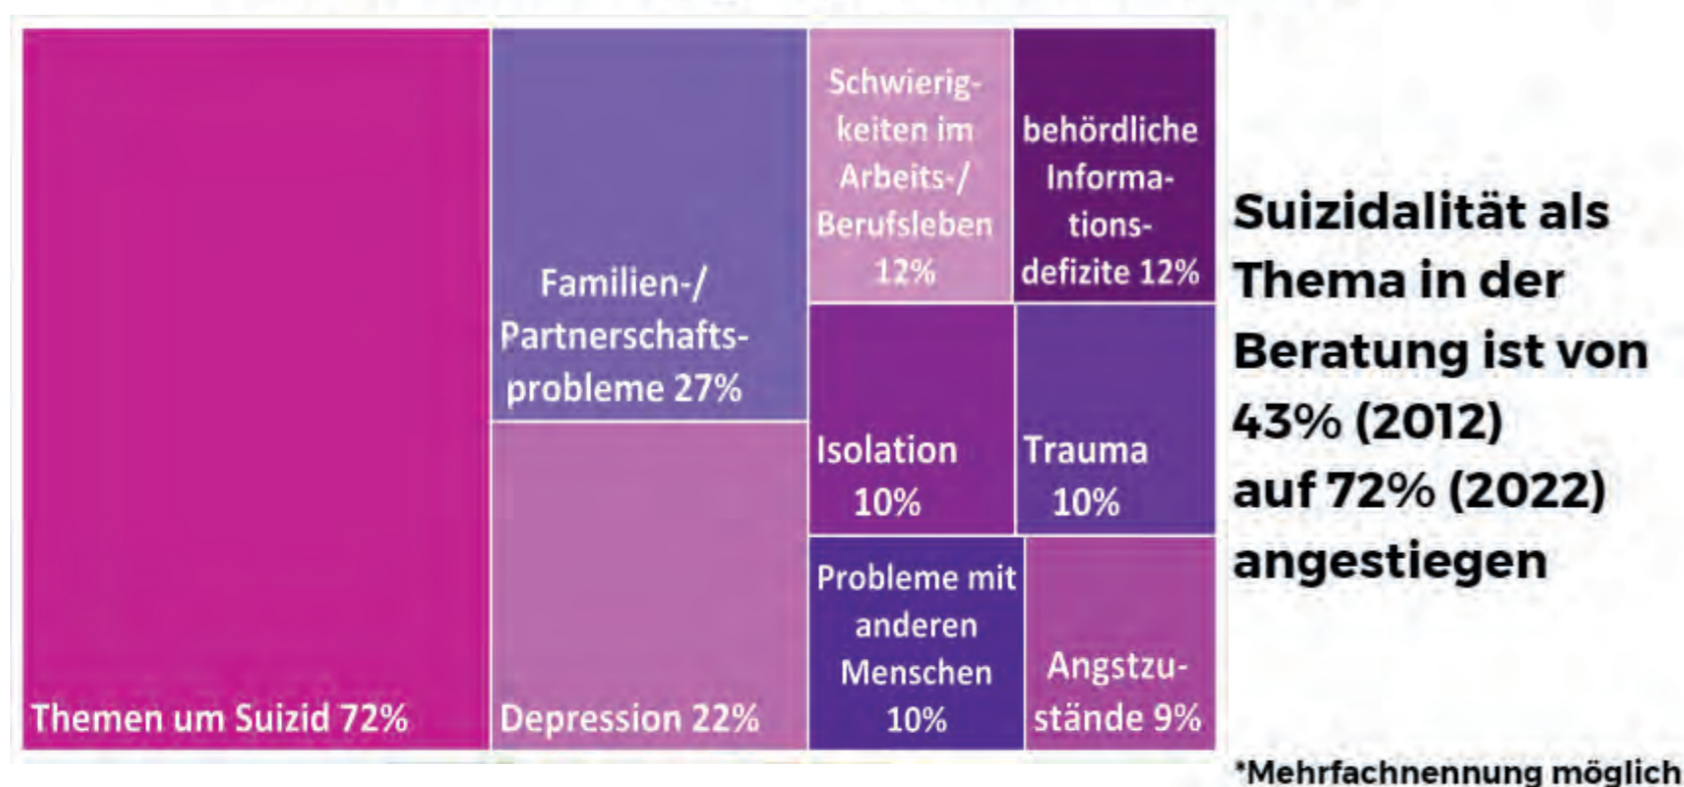 Themen um Suizid 72%
Familien-/
Partnerschafts-
probleme 27%
Depression 22%
Schwierig-
keiten im
Arbeits-/
Berufsleben
12%
behördliche
Informa-
tions-
defizite 12%
Isolation
10%
Trauma
10%
Probleme mit
anderen
Menschen
10%
Angstzu-
stände 9%
Suizidalität als
Thema in der
Beratung ist von
43% (2012)
auf 72% (2022)
angestiegen
*Mehrfachnennung möglich